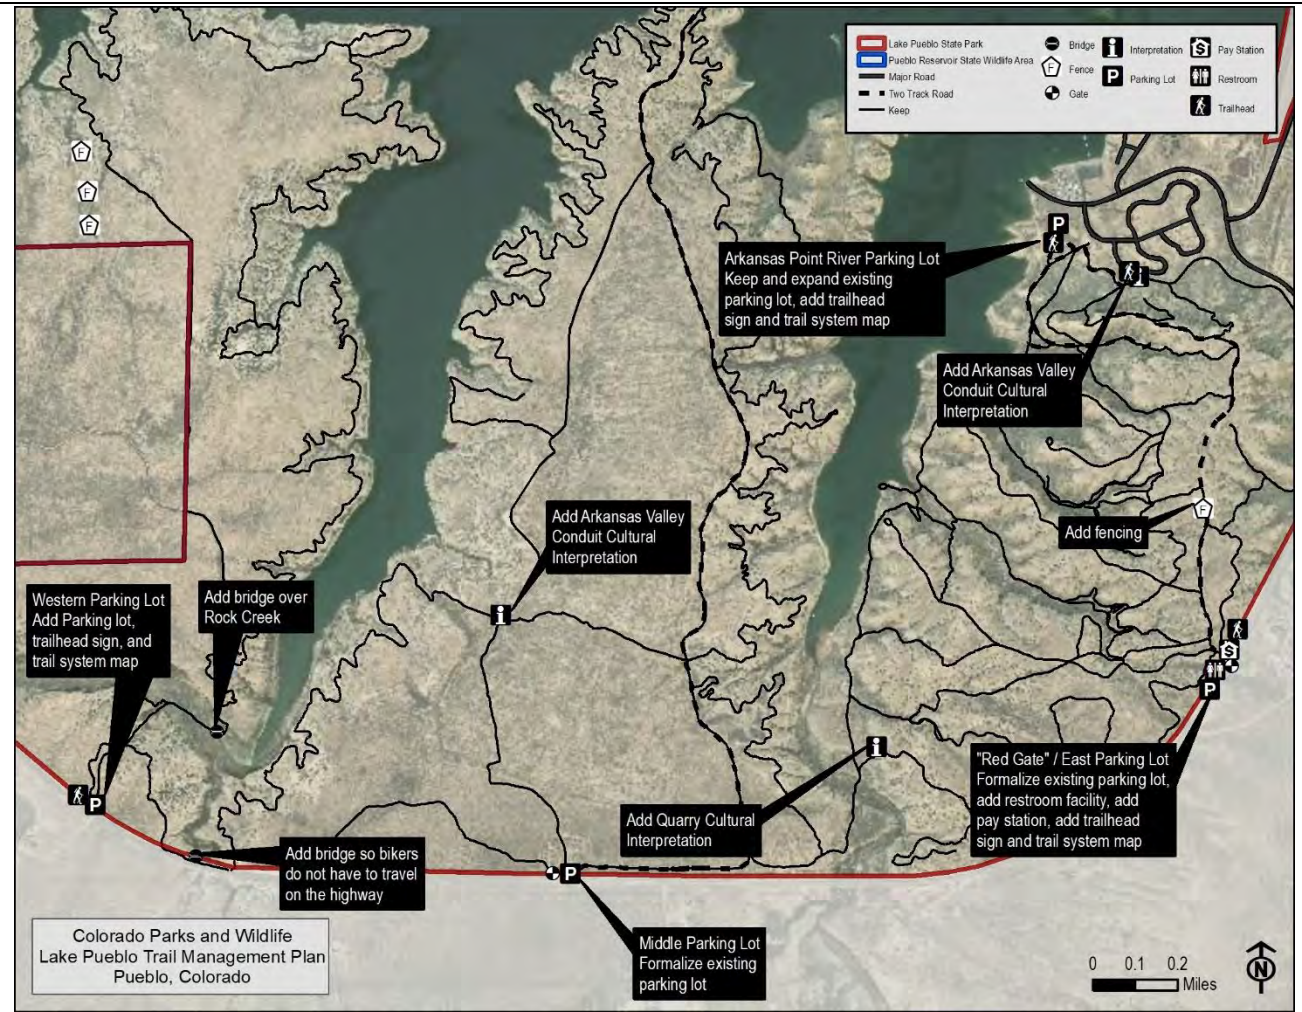 Lake Pueblo State Park
Pueblo Reservoir State Wildlife Area
Major Road
Two Track Road
Keep
Bridge
F
Fence
Gate
i
Interpretation
P
Parking Lot
$
Pay Station
Restroom
Trailhead
F
F
F
P
Arkansas Point River Parking Lot
Keep and expand existing
parking lot, add trailhead
sign and trail system map
i
Add Arkansas Valley
Conduit Cultural
Interpretation
Add Arkansas Valley
Conduit Cultural
Interpretation
i
Add fencing
F
Western Parking Lot
Add Parking lot,
trailhead sign, and
trail system map
Add bridge over
Rock Creek
P
$
P
i
"Red Gate" / East Parking Lot
Formalize existing parking lot,
add restroom facility, add
pay station, add trailhead
sign and trail system map
Add Quarry Cultural
Interpretation
Add bridge so bikers
do not have to travel
on the highway
P
Middle Parking Lot
Formalize existing
parking lot
Colorado Parks and Wildlife
Lake Pueblo Trail Management Plan
Pueblo, Colorado
0 0.1 0.2
Miles
N